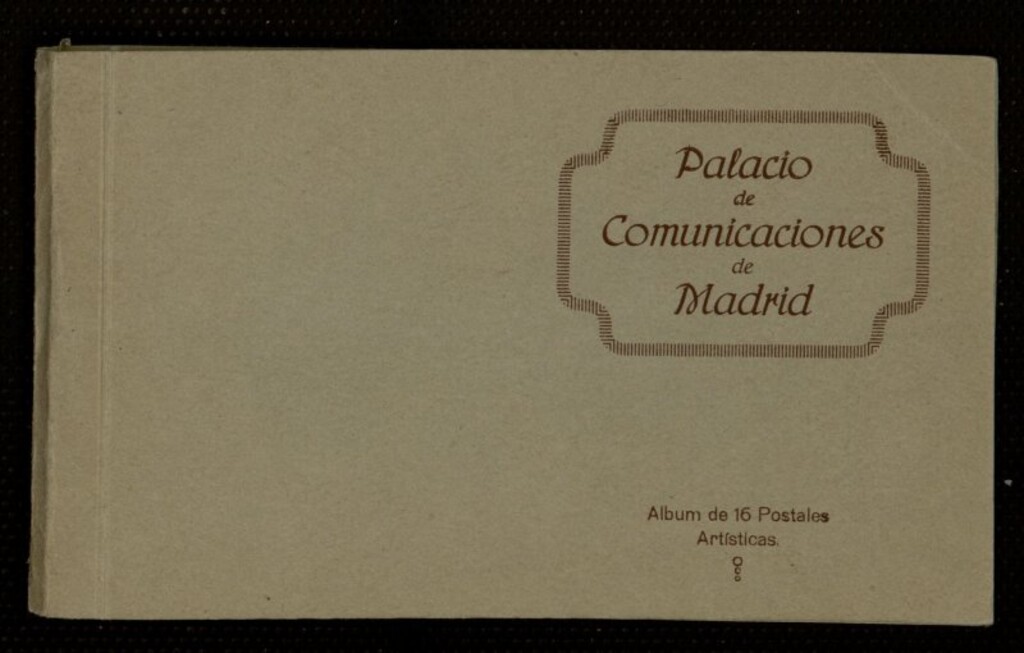 Palacio
de
Comunicaciones
de
Madrid
Album de 16 Postales
Artísticas.